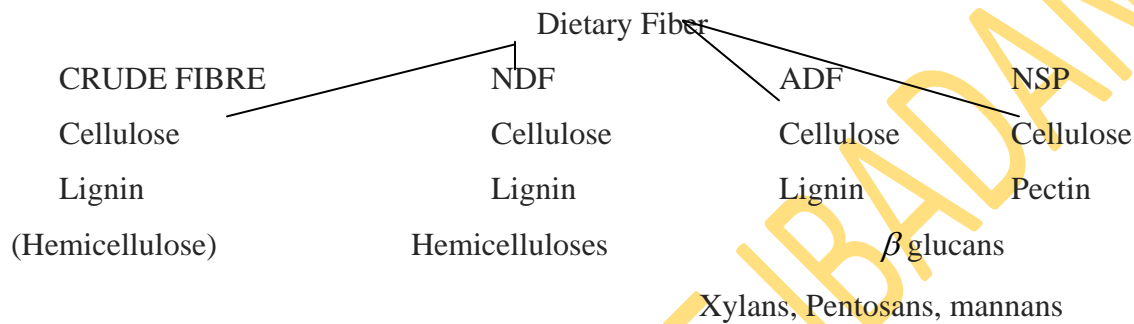 Dietary Fiber
CRUDE FIBRE NDF ADF NSP
Cellulose Cellulose Cellulose Cellulose
Lignin Lignin Lignin Pectin
(Hemicellulose) Hemicelluloses β glucans
Xylans, Pentosans, mannans
IBADAN